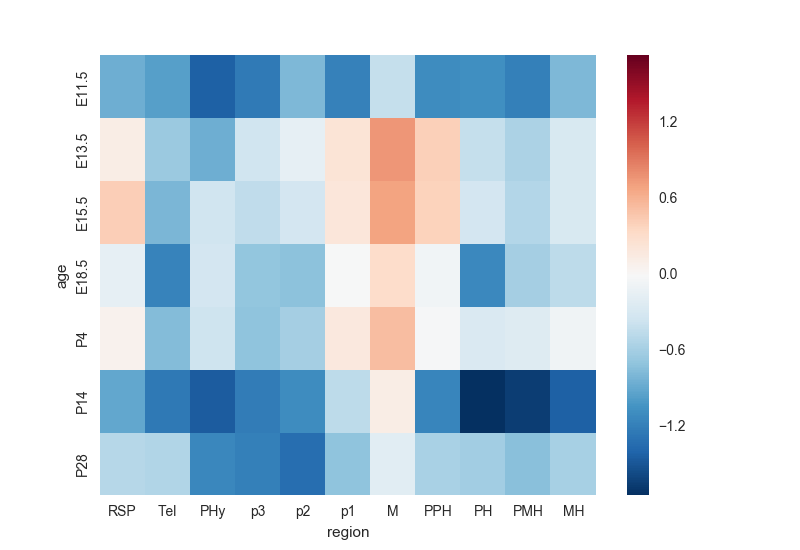 E11.5
E13.5
E15.5
E18.5
P4
P14
P28
age
RSP Tel PHy p3 p2 p1 M PPH PH PMH MH
region
1.2
0.6
0.0
−0.6
−1.2